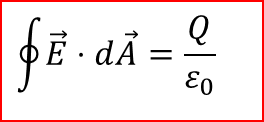 ∮ E⃗ · dA⃗ = Q / ε₀